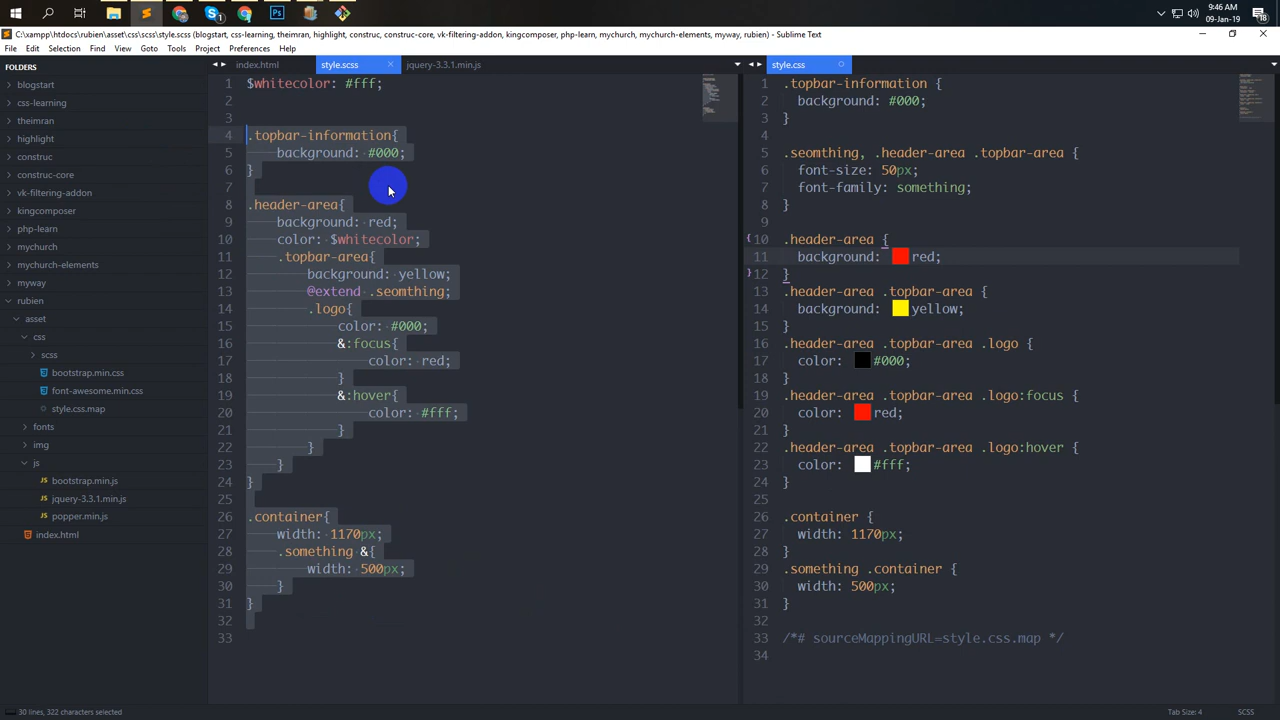 9:46 AM
09-Jan-19
C:\xampp\htdocs\rubien\asset\css\scss\style.scss (blogstart, css-learning, theimran, highlight, construc, construc-core, vk-filtering-addon, kingcomposer, php-learn, mychurch, mychurch-elements, myway, rubien) - Sublime Text
File Edit Selection Find View Goto Tools Project Preferences Help
FOLDERS
blogstart
css-learning
theimran
highlight
construc
construc-core
vk-filtering-addon
kingcomposer
php-learn
mychurch
mychurch-elements
myway
rubien
asset
css
scss
bootstrap.min.css
font-awesome.min.css
style.css.map
fonts
img
js
bootstrap.min.js
jquery-3.3.1.min.js
popper.min.js
index.html
index.html style.scss jquery-3.3.1.min.js
1 $whitecolor: #fff;
2
3
4 .topbar-information{
5 background: #000;
6 }
7
8 .header-area{
9 background: red;
10 color: $whitecolor;
11 .topbar-area{
12 background: yellow;
13 @extend .seomthing;
14 .logo{
15 color: #000;
16 &:focus{
17 color: red;
18 }
19 &:hover{
20 color: #fff;
21 }
22 }
23 }
24 }
25
26 .container{
27 width: 1170px;
28 .something &{
29 width: 500px;
30 }
31 }
32
33
style.css
1 .topbar-information {
2 background: #000;
3 }
4
5 .seomthing, .header-area .topbar-area {
6 font-size: 50px;
7 font-family: something;
8 }
9
10 .header-area {
11 background: red;
12 }
13 .header-area .topbar-area {
14 background: yellow;
15 }
16 .header-area .topbar-area .logo {
17 color: #000;
18 }
19 .header-area .topbar-area .logo:focus {
20 color: red;
21 }
22 .header-area .topbar-area .logo:hover {
23 color: #fff;
24 }
25
26 .container {
27 width: 1170px;
28 }
29 .something .container {
30 width: 500px;
31 }
32
33 /*# sourceMappingURL=style.css.map */
34
30 lines, 322 characters selected
Tab Size: 4 SCSS